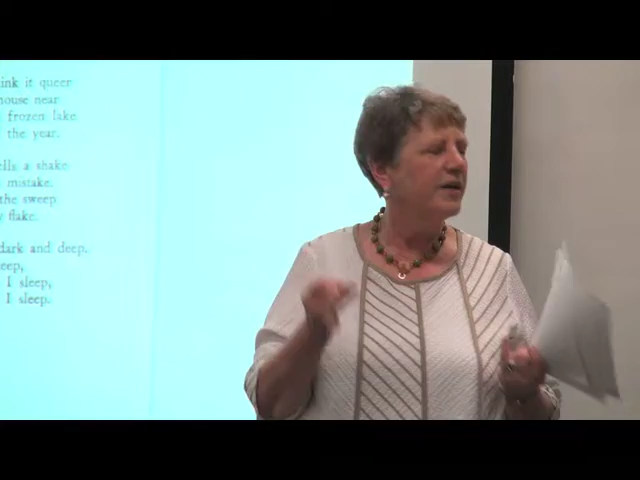 ink it queer
house near
frozen lake
the year.
ells a shake
mistake.
the sweep
y flake.
dark and deep.
eep,
I sleep,
I sleep.